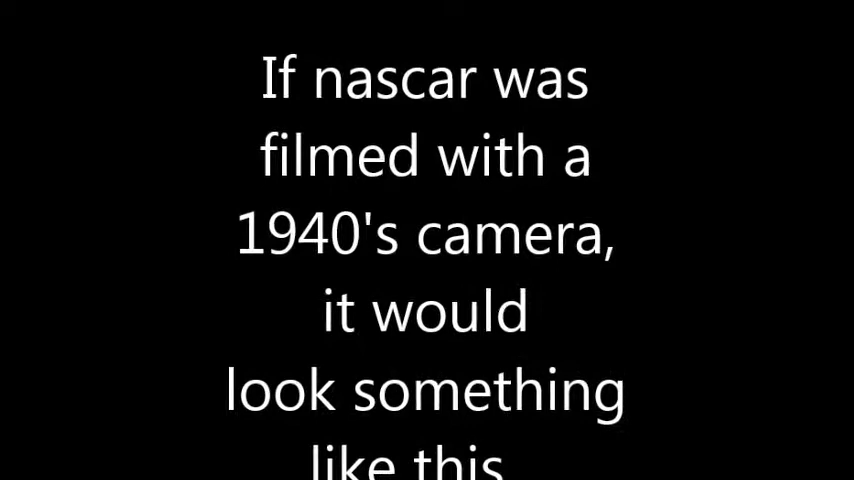 If nascar was
filmed with a
1940's camera,
it would
look something
like this